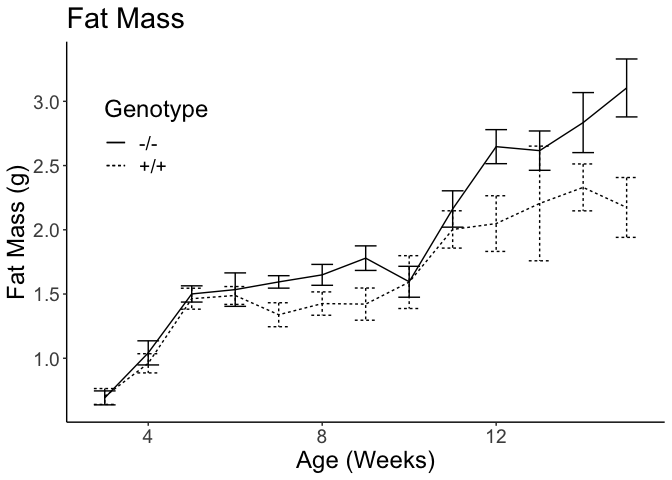 Fat Mass
Genotype
-/-
+/+
Fat Mass (g)
3.0
2.5
2.0
1.5
1.0
4 8 12
Age (Weeks)